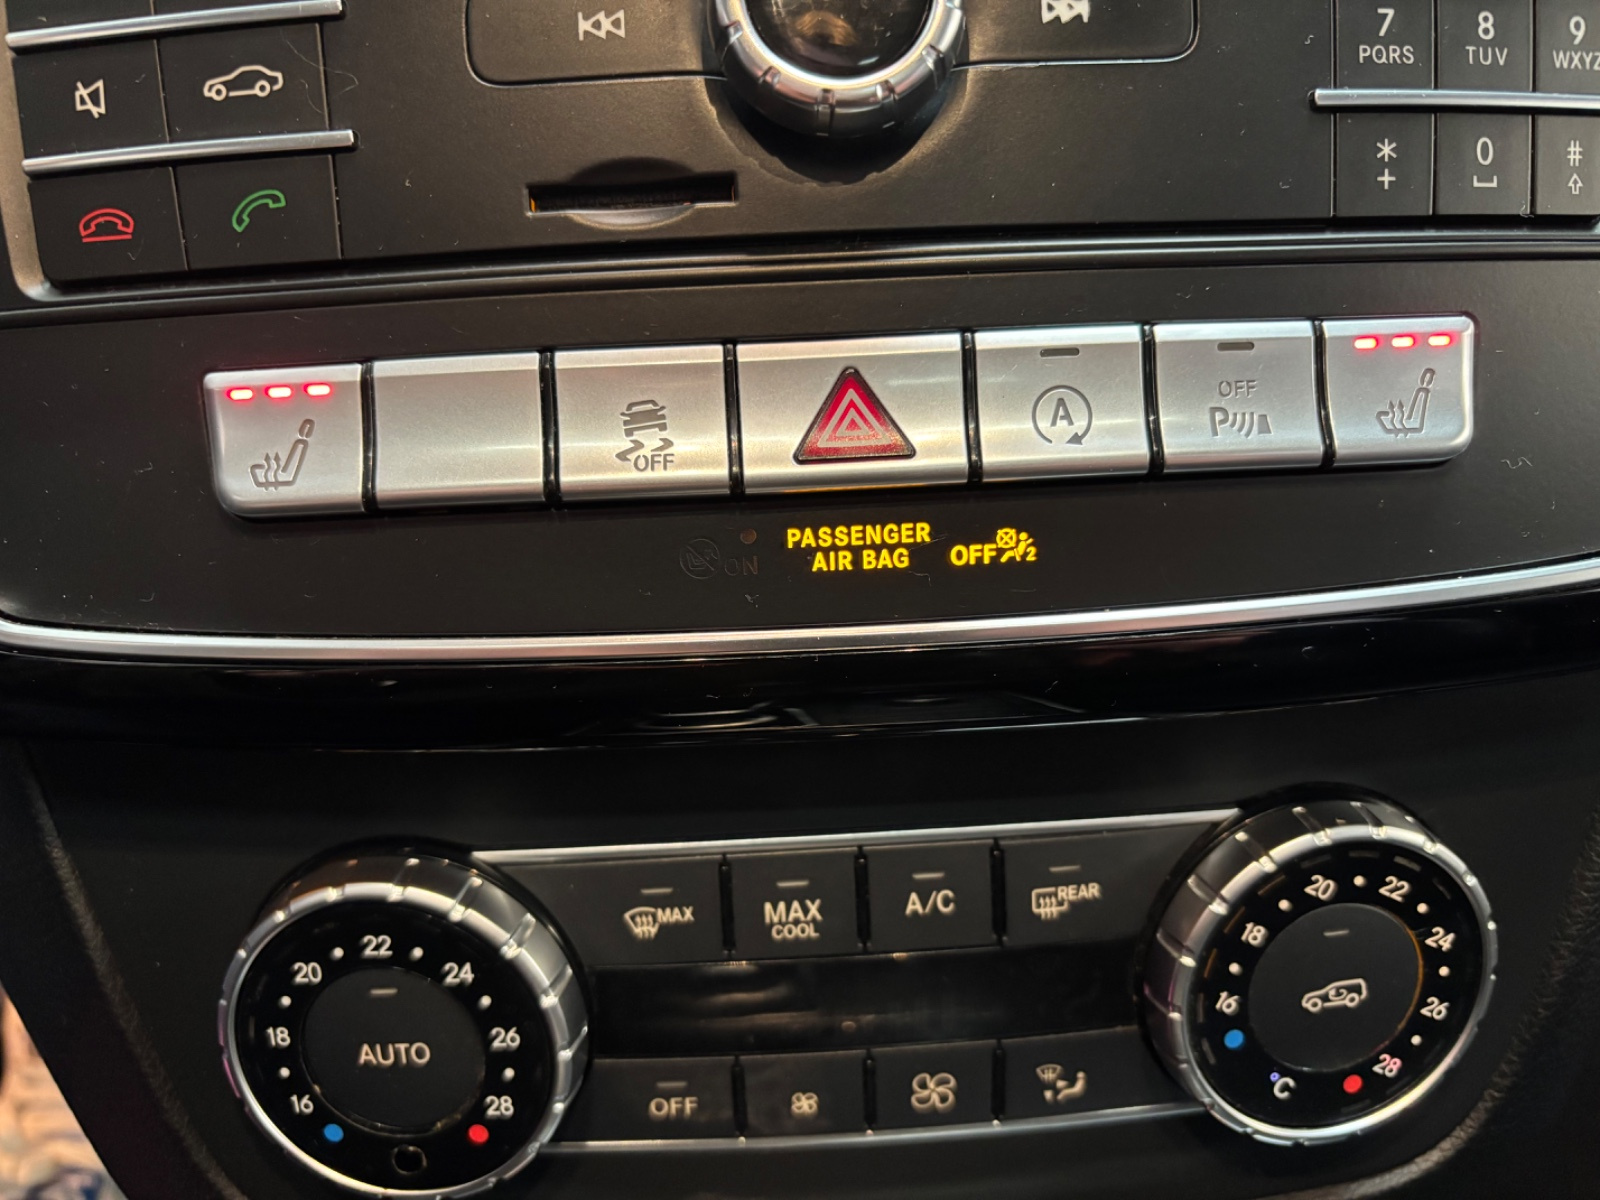 7
PQRS
8
TUV
9
WXYZ
*
+
0
#
OFF
A
OFF
P
ON
PASSENGER
AIR BAG
OFF
2
MAX
MAX
COOL
A/C
REAR
16
18
20
22
24
26
28
AUTO
16
18
20
22
24
26
28
°C
OFF